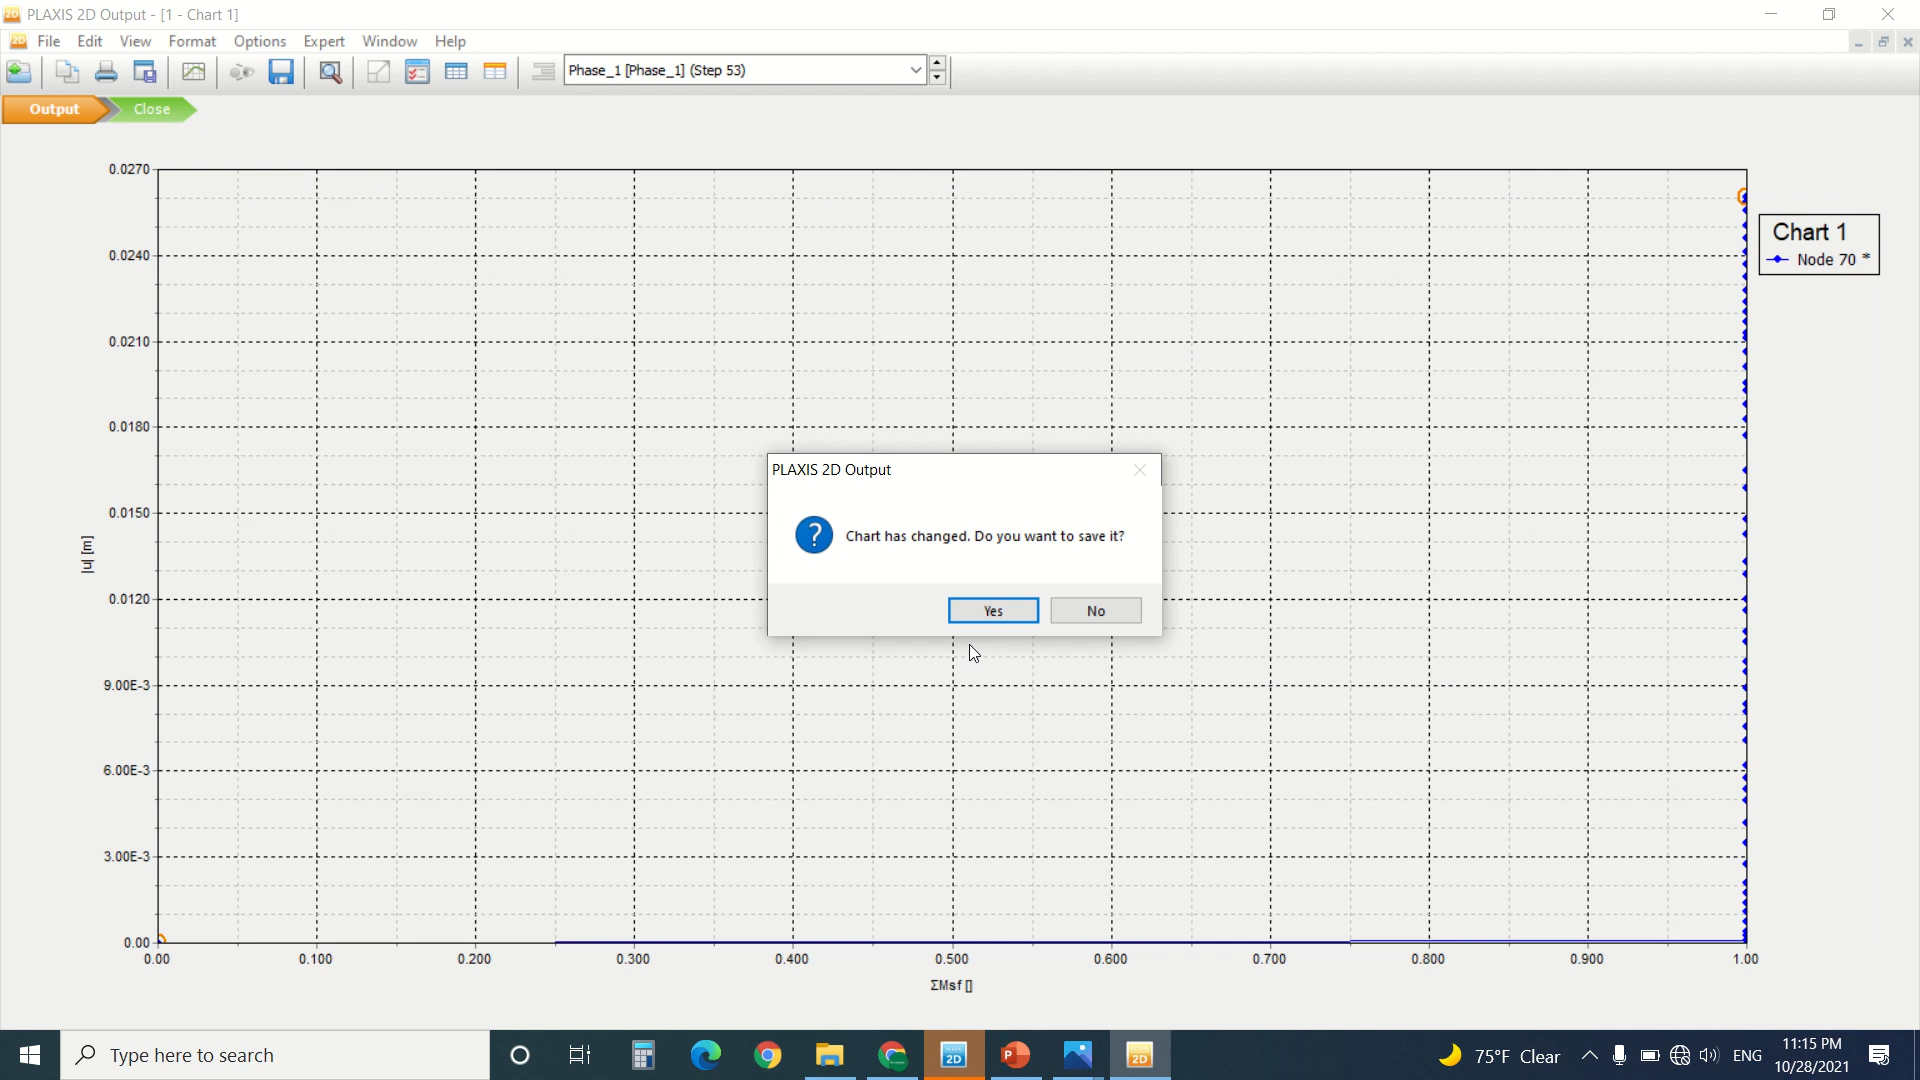 PLAXIS 2D Output - [1 - Chart 1]
File Edit View Format Options Expert Window Help
Phase_1 [Phase_1] (Step 53)
Output Close
0.0270
0.0240
0.0210
0.0180
0.0150
0.0120
9.00E-3
6.00E-3
3.00E-3
0.00
|u| [m]
Chart 1
Node 70 *
PLAXIS 2D Output
? Chart has changed. Do you want to save it?
Yes No
0.00 0.100 0.200 0.300 0.400 0.500 0.600 0.700 0.800 0.900 1.00
ΣMsf []
Type here to search
75°F Clear
ENG
11:15 PM
10/28/2021